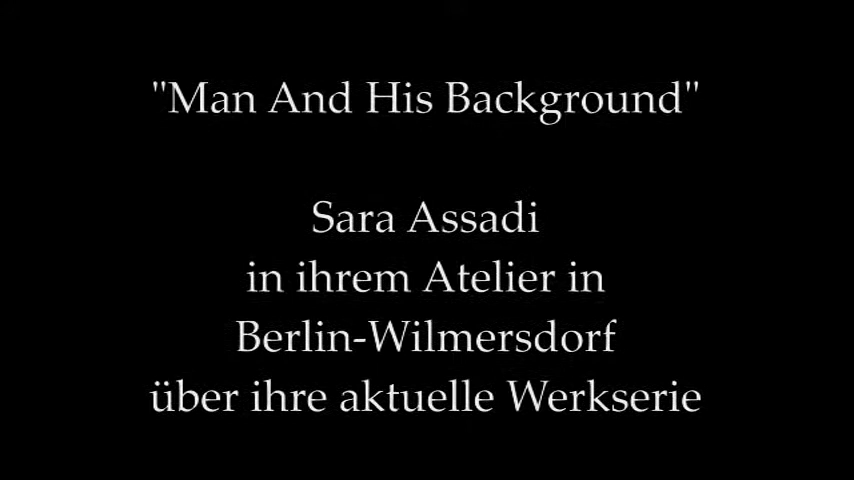 "Man And His Background"
Sara Assadi
in ihrem Atelier in
Berlin-Wilmersdorf
über ihre aktuelle Werkserie